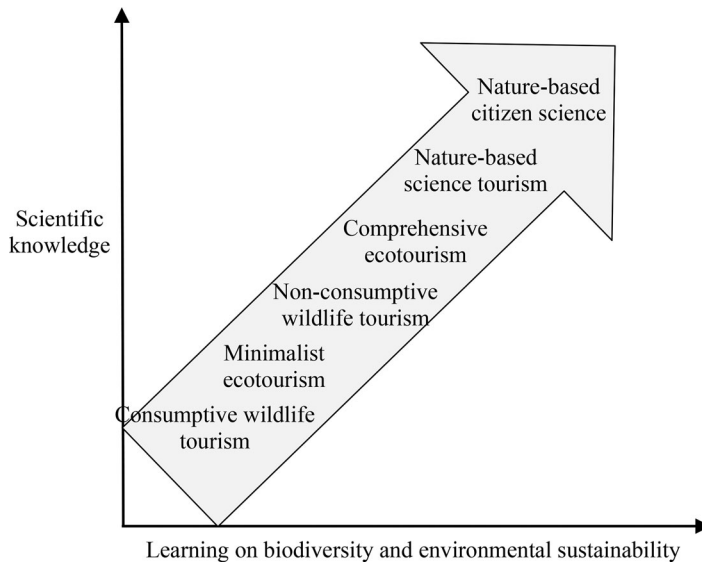 Nature-based
citizen science
Nature-based
science tourism
Scientific
knowledge
Comprehensive
ecotourism
Non-consumptive
wildlife tourism
Minimalist
ecotourism
Consumptive wildlife
tourism
Learning on biodiversity and environmental sustainability